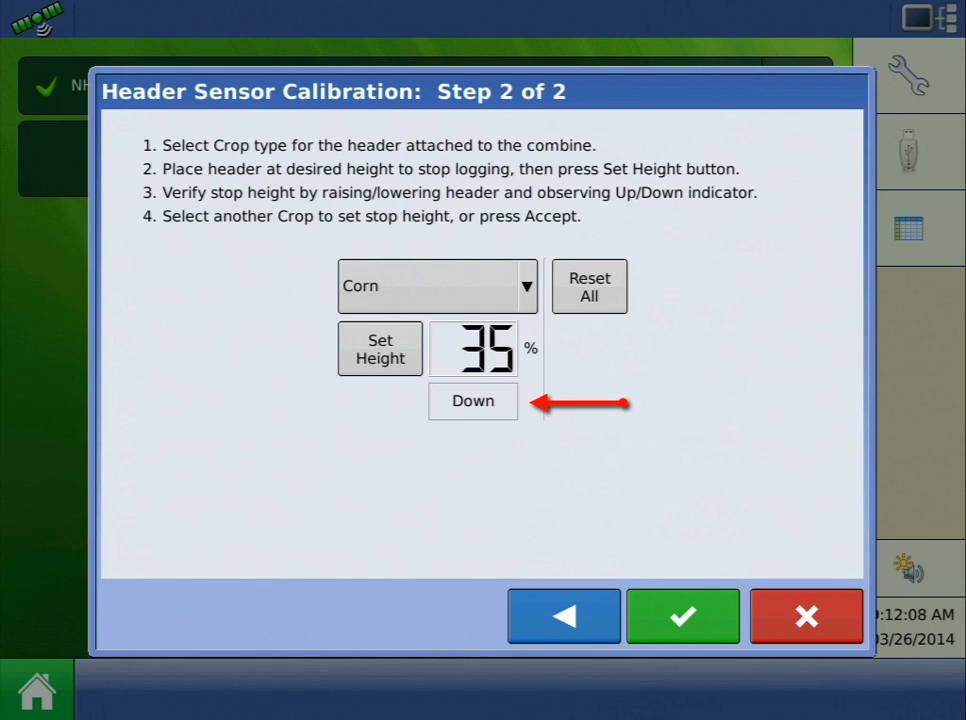 NH
Header Sensor Calibration: Step 2 of 2
1. Select Crop type for the header attached to the combine.
2. Place header at desired height to stop logging, then press Set Height button.
3. Verify stop height by raising/lowering header and observing Up/Down indicator.
4. Select another Crop to set stop height, or press Accept.
Corn
Reset
All
Set
Height
35 %
Down
:12:08 AM
03/26/2014